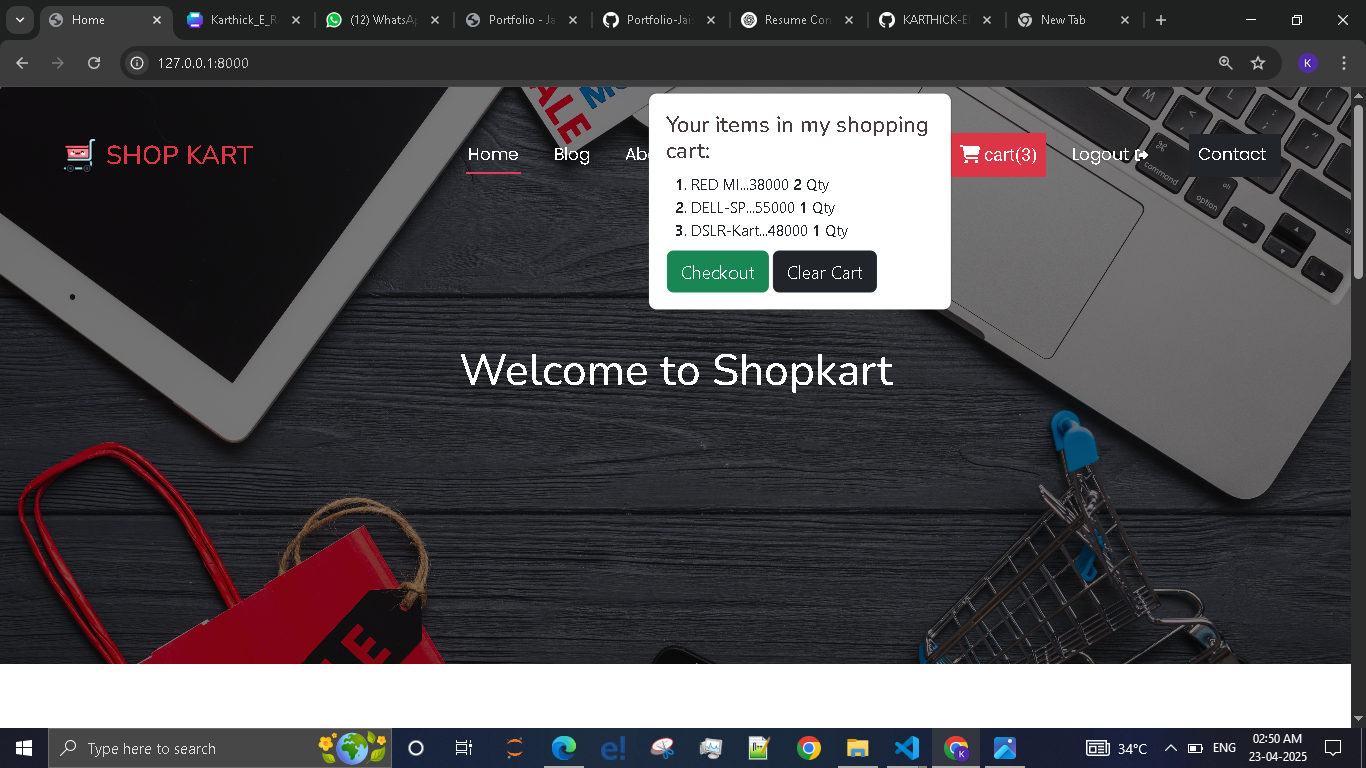 Home
Karthick_E_R
(12) WhatsAp
Portfolio - Ja
Portfolio-Jais
Resume Con
KARTHICK-E
New Tab
127.0.0.1:8000
K
SALE
SHOP KART
Home
Blog
Ab
Your items in my shopping
cart:
1. RED MI...38000 2 Qty
2. DELL-SP...55000 1 Qty
3. DSLR-Kart...48000 1 Qty
Checkout
Clear Cart
cart(3)
Logout
Contact
Welcome to Shopkart
Type here to search
34°C
ENG
02:50 AM
23-04-2025